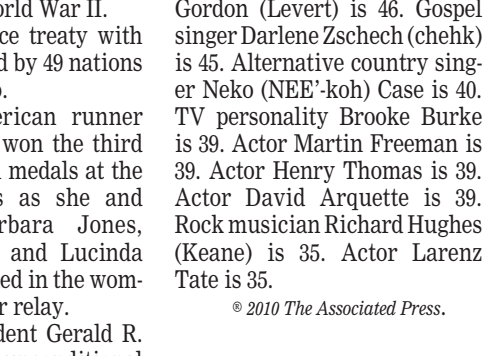 orld War II.
ce treaty with
d by 49 nations
erican runner
won the third
medals at the
s as she and
rbara Jones,
and Lucinda
ed in the wom-
r relay.
dent Gerald R.
Gordon (Levert) is 46. Gospel
singer Darlene Zschech (chehk)
is 45. Alternative country sing-
er Neko (NEE'-koh) Case is 40.
TV personality Brooke Burke
is 39. Actor Martin Freeman is
39. Actor Henry Thomas is 39.
Actor David Arquette is 39.
Rock musician Richard Hughes
(Keane) is 35. Actor Larenz
Tate is 35.
® 2010 The Associated Press.